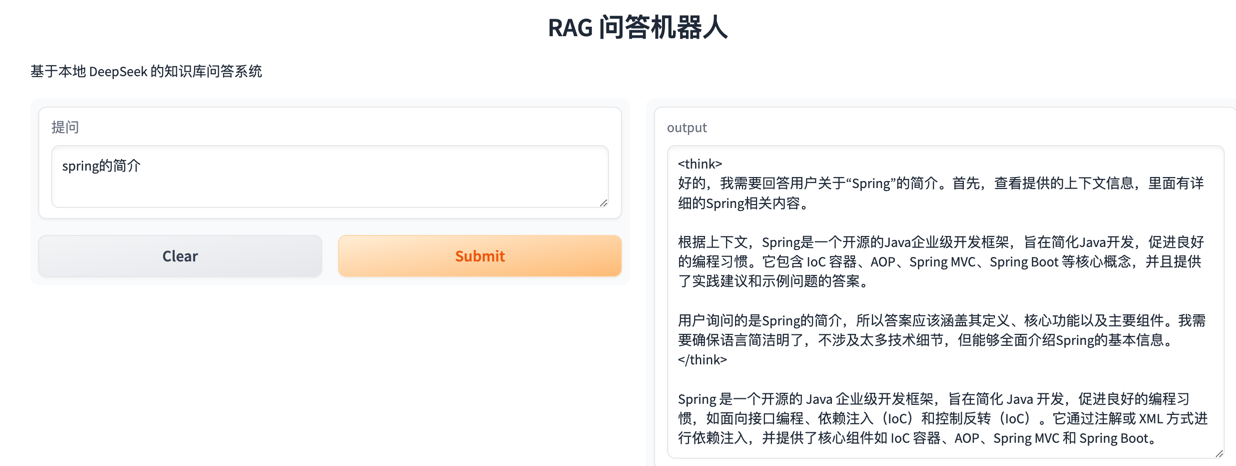 RAG 问答机器人
基于本地 DeepSeek 的知识库问答系统
提问
spring的简介
Clear
Submit
output
<think>
好的，我需要回答用户关于“Spring”的简介。首先，查看提供的上下文信息，里面有详
细的Spring相关内容。
根据上下文，Spring是一个开源的Java企业级开发框架，旨在简化Java开发，促进良好
的编程习惯。它包含 IoC 容器、AOP、Spring MVC、Spring Boot 等核心概念，并且提供
了实践建议和示例问题的答案。
用户询问的是Spring的简介，所以答案应该涵盖其定义、核心功能以及主要组件。我需
要确保语言简洁明了，不涉及太多技术细节，但能够全面介绍Spring的基本信息。
</think>
Spring 是一个开源的 Java 企业级开发框架，旨在简化 Java 开发，促进良好的编程习
惯，如面向接口编程、依赖注入（IoC）和控制反转（IoC）。它通过注解或 XML 方式进
行依赖注入，并提供了核心组件如 IoC 容器、AOP、Spring MVC 和 Spring Boot。